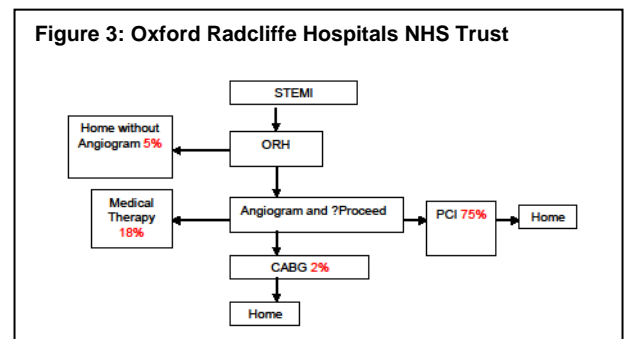 Figure 3: Oxford Radcliffe Hospitals NHS Trust
STEMI
Home without
Angiogram 5%
ORH
Medical
Therapy
18%
Angiogram and ?Proceed
PCI 75%
Home
CABG 2%
Home